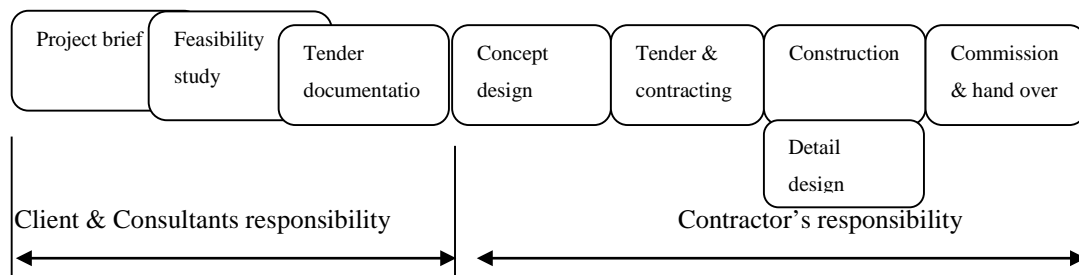 Project brief
Feasibility
study
Tender
documentatio
Concept
design
Tender &
contracting
Construction
Commission
& hand over
Detail
design
Client & Consultants responsibility
Contractor's responsibility